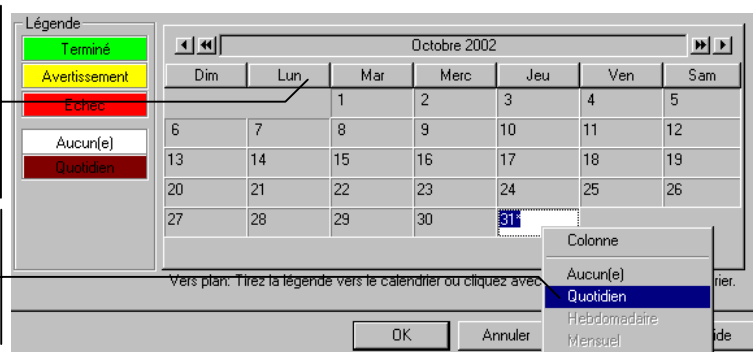 Légende
Terminé
Avertissement
Echec
Aucun(e)
Quotidien
Octobre 2002
Dim Lun Mar Merc Jeu Ven Sam
1 2 3 4 5
6 7 8 9 10 11 12
13 14 15 16 17 18 19
20 21 22 23 24 25 26
27 28 29 30 31*
Colonne
Aucun(e)
Quotidien
Hebdomadaire
Mensuel
Vers plan: Tirez la légende vers le calendrier ou cliquez avec rier.
OK Annuler ide